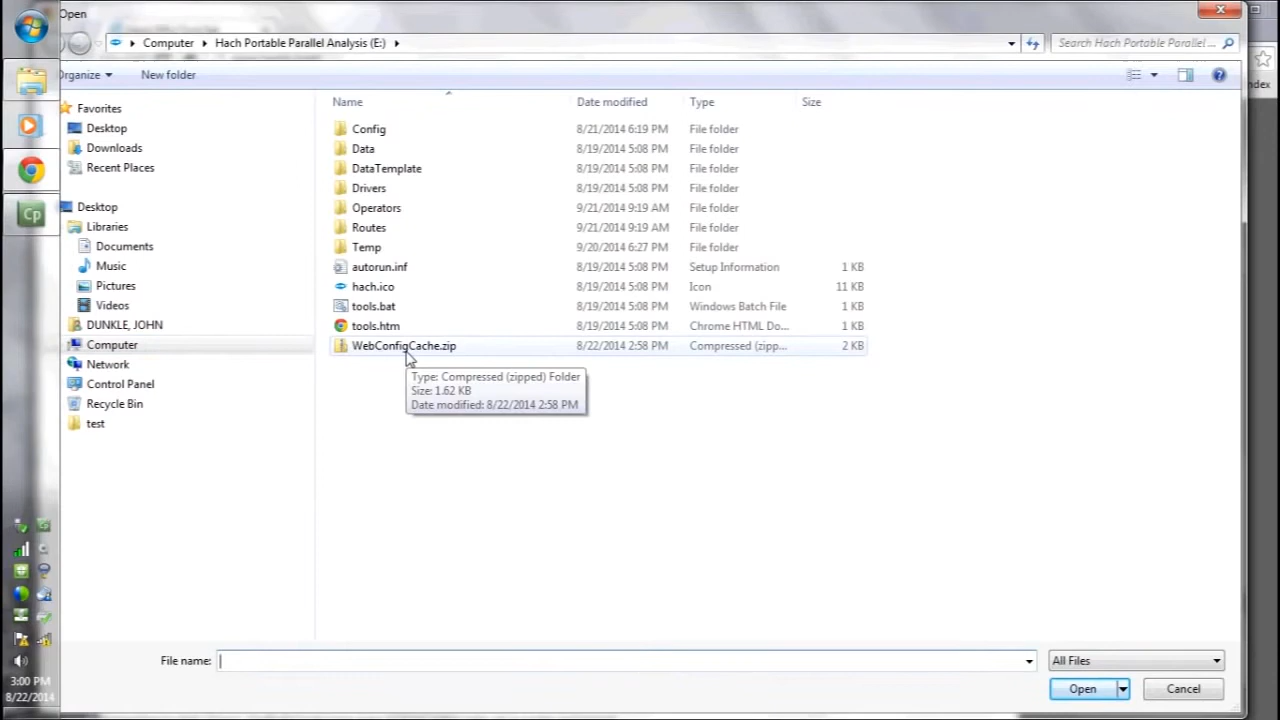 Open
Computer Hach Portable Parallel Analysis (E:) Search Hach Portable Parallel ...
Organize New folder
ndex
Name Date modified Type Size
Favorites
Desktop
Downloads
Recent Places
Desktop
Libraries
Documents
Music
Pictures
Videos
DUNKLE, JOHN
Computer
Network
Control Panel
Recycle Bin
test
Config 8/21/2014 6:19 PM File folder
Data 8/19/2014 5:08 PM File folder
DataTemplate 8/19/2014 5:08 PM File folder
Drivers 8/19/2014 5:08 PM File folder
Operators 9/21/2014 9:19 AM File folder
Routes 9/21/2014 9:19 AM File folder
Temp 9/20/2014 6:27 PM File folder
autorun.inf 8/19/2014 5:08 PM Setup Information 1 KB
hach.ico 8/19/2014 5:08 PM Icon 11 KB
tools.bat 8/19/2014 5:08 PM Windows Batch File 1 KB
tools.htm 8/19/2014 5:08 PM Chrome HTML Do... 1 KB
WebConfigCache.zip 8/22/2014 2:58 PM Compressed (zipp... 2 KB
Type: Compressed (zipped) Folder
Size: 1.62 KB
Date modified: 8/22/2014 2:58 PM
Cp
File name: All Files
Open Cancel
3:00 PM
8/22/2014